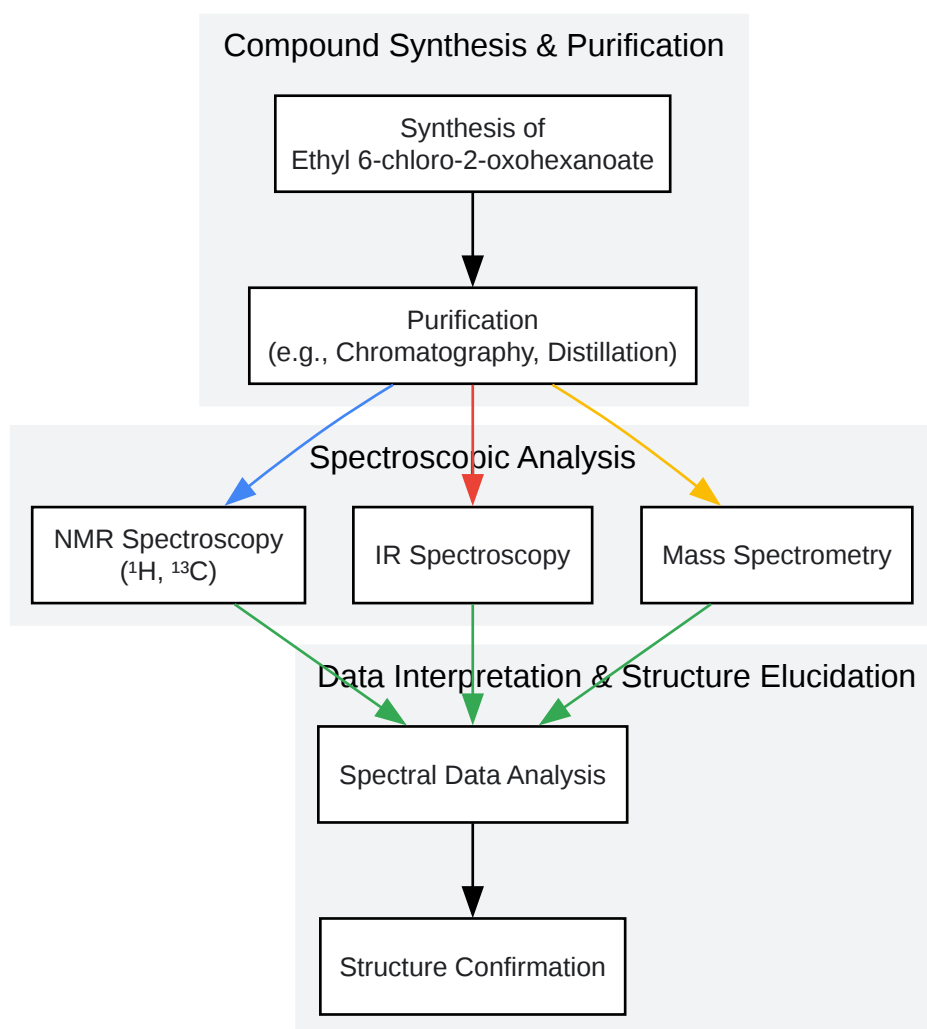 Compound Synthesis & Purification
Synthesis of
Ethyl 6-chloro-2-oxohexanoate
Purification
(e.g., Chromatography, Distillation)
Spectroscopic Analysis
NMR Spectroscopy
(¹H, ¹³C)
IR Spectroscopy
Mass Spectrometry
Data Interpretation & Structure Elucidation
Spectral Data Analysis
Structure Confirmation